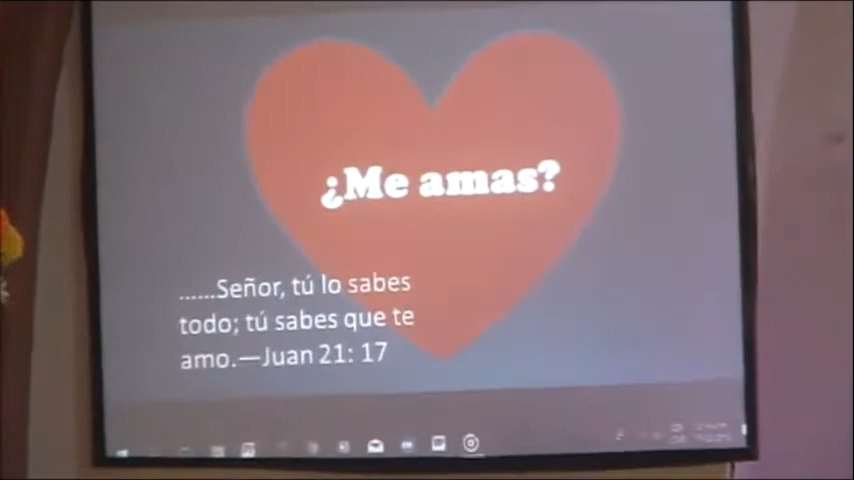 ¿Me amas?
......Señor, tú lo sabes
todo; tú sabes que te
amo.—Juan 21: 17